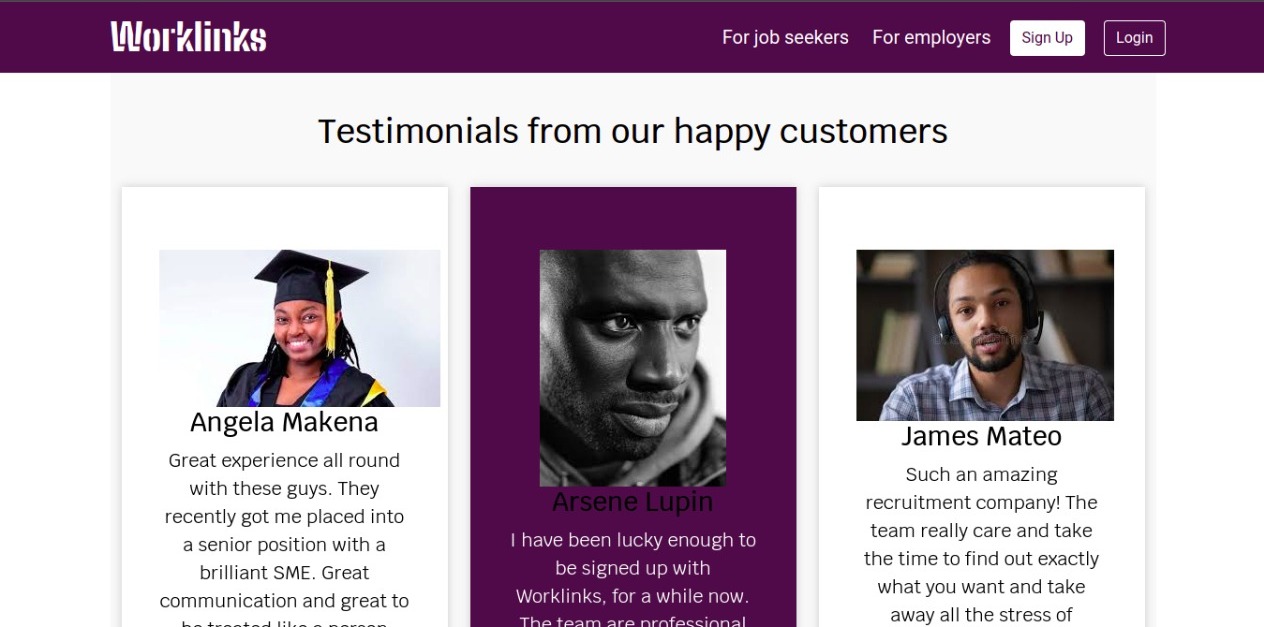 Worklinks
For job seekers
For employers
Sign Up
Login
Testimonials from our happy customers
Angela Makena
Great experience all round
with these guys. They
recently got me placed into
a senior position with a
brilliant SME. Great
communication and great to
be treated like a person
Arsene Lupin
I have been lucky enough to
be signed up with
Worklinks, for a while now.
The team are professional
James Mateo
Such an amazing
recruitment company! The
team really care and take
the time to find out exactly
what you want and take
away all the stress of